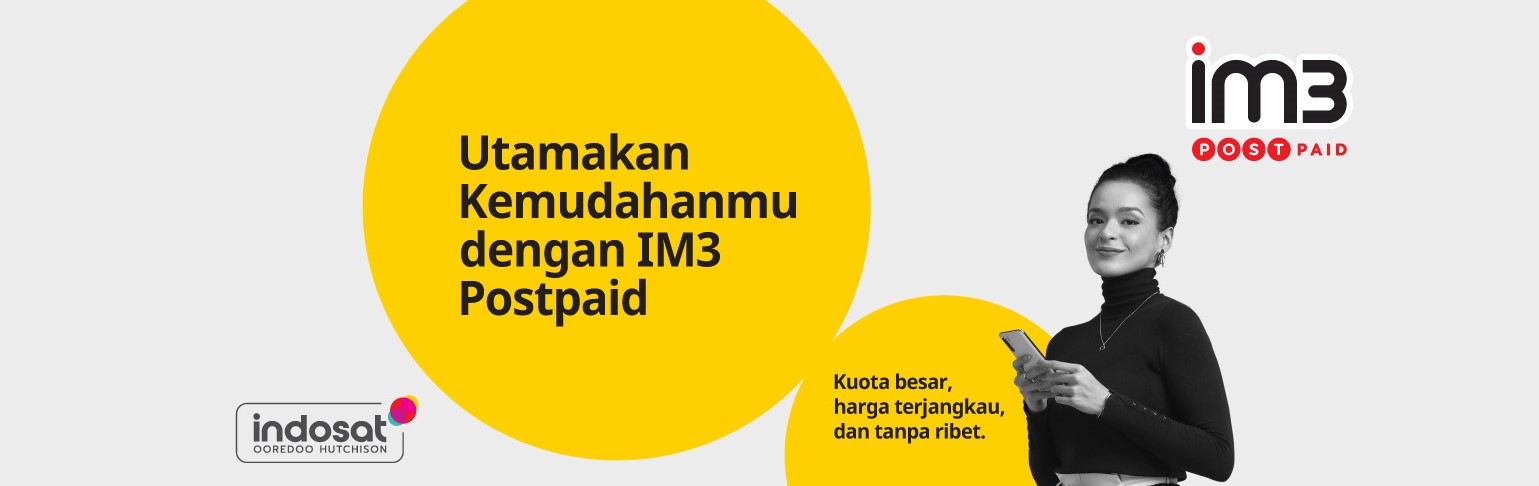 Utamakan
Kemudahanmu
dengan IM3
Postpaid
Kuota besar,
harga terjangkau,
dan tanpa ribet.
im3
POSTPAID
indosat
OOREDOO HUTCHISON